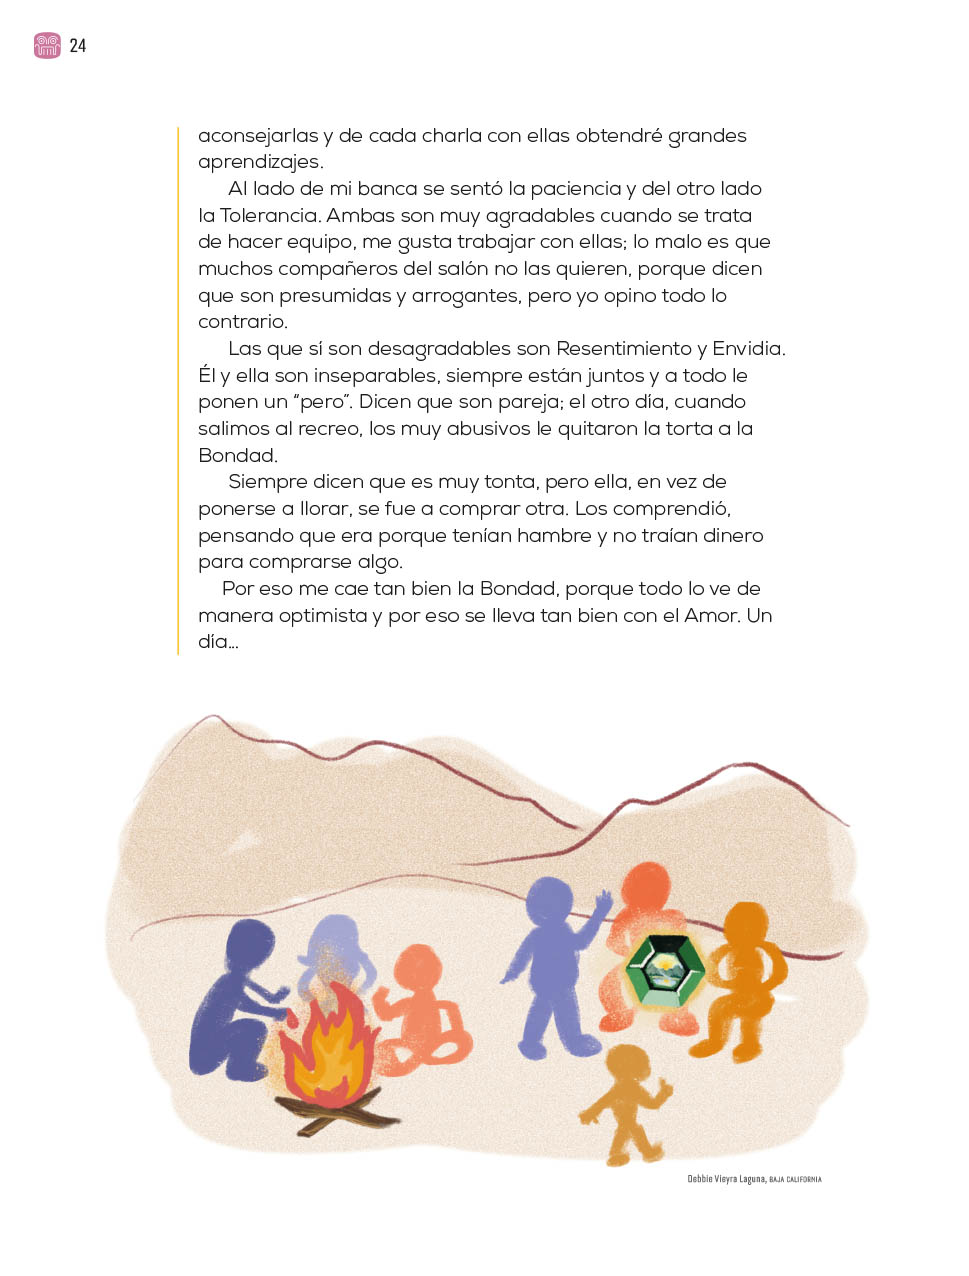 24
aconsejarlas y de cada charla con ellas obtendré grandes
aprendizajes.
Al lado de mi banca se sentó la paciencia y del otro lado
la Tolerancia. Ambas son muy agradables cuando se trata
de hacer equipo, me gusta trabajar con ellas; lo malo es que
muchos compañeros del salón no las quieren, porque dicen
que son presumidas y arrogantes, pero yo opino todo lo
contrario.
Las que sí son desagradables son Resentimiento y Envidia.
Él y ella son inseparables, siempre están juntos y a todo le
ponen un “pero”. Dicen que son pareja; el otro día, cuando
salimos al recreo, los muy abusivos le quitaron la torta a la
Bondad.
Siempre dicen que es muy tonta, pero ella, en vez de
ponerse a llorar, se fue a comprar otra. Los comprendió,
pensando que era porque tenían hambre y no traían dinero
para comprarse algo.
Por eso me cae tan bien la Bondad, porque todo lo ve de
manera optimista y por eso se lleva tan bien con el Amor. Un
día...
Debbie Vieyra Laguna, BAJA CALIFORNIA